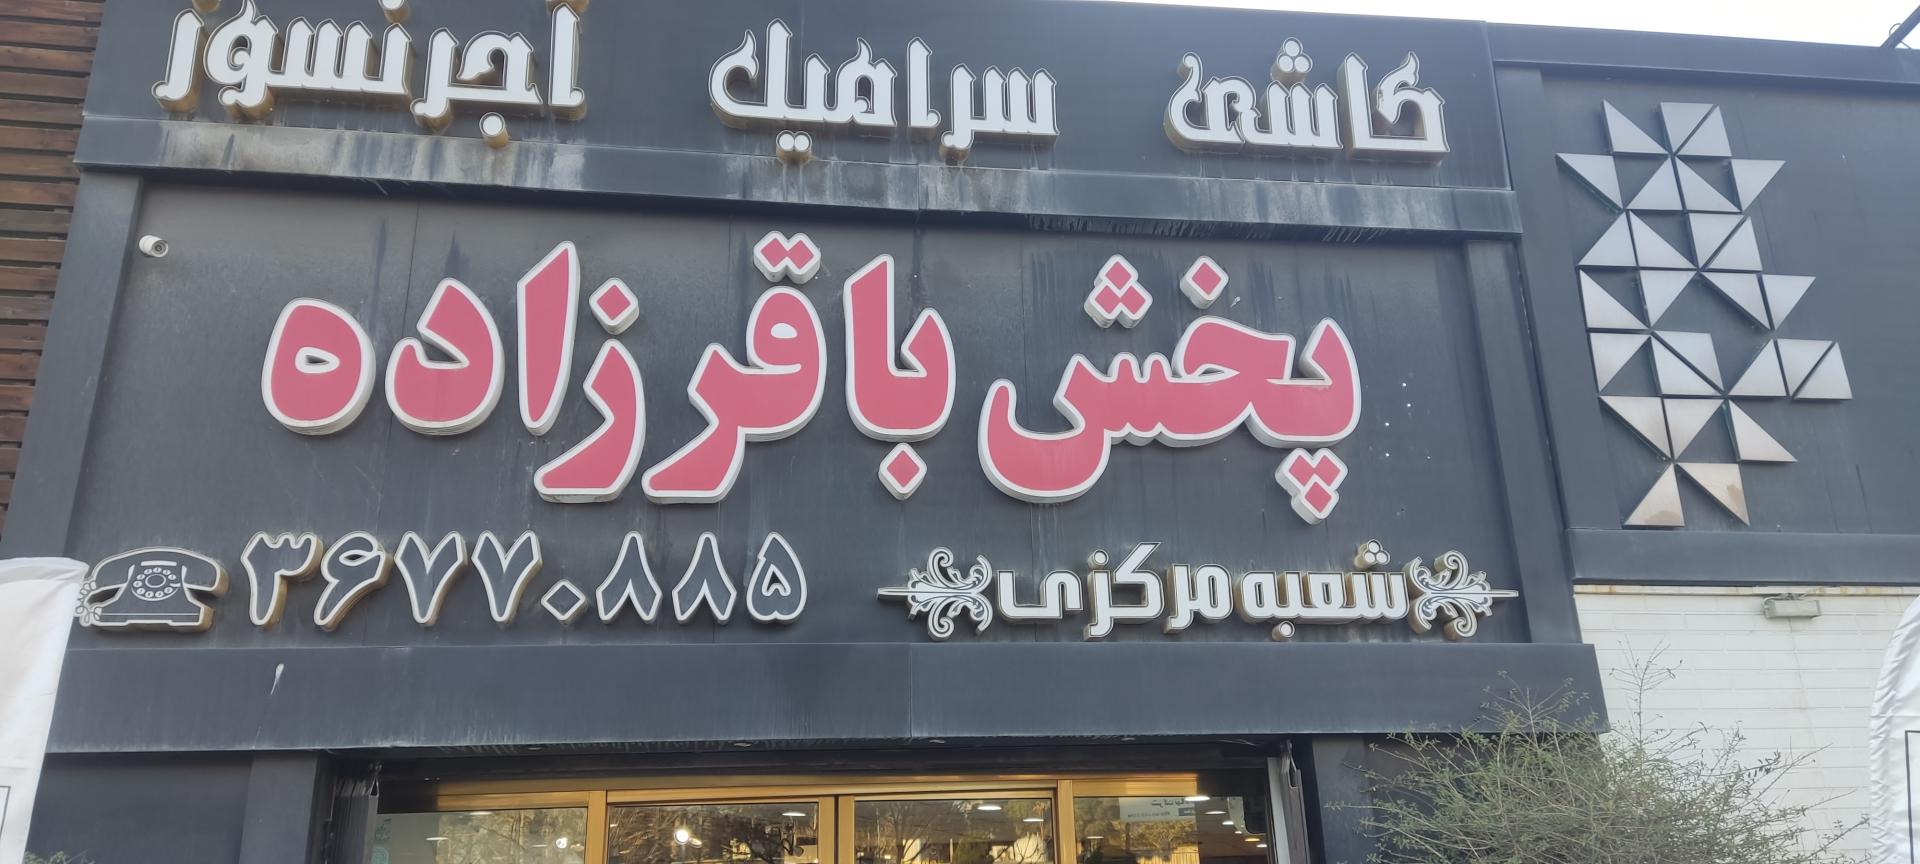 کاشی سرامیک آجرنسوز
پخش باقرزاده
شعبه مرکزی
۳۶۷۷۰۸۸۵